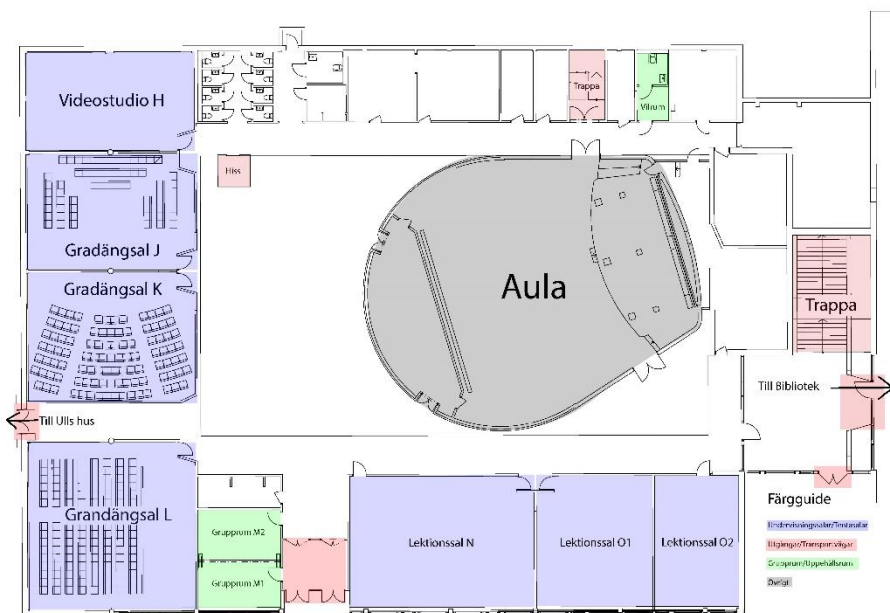 Videostudio H
Trappa
Vilrum
Hiss
Gradängsal J
Gradängsal K
Aula
Trappa
Till Bibliotek
Till Ulls hus
Grandängsal L
Grupprum M2
Grupprum M1
Lektionssal N
Lektionssal O1
Lektionssal O2
Färgguide
Undervisningssalar/Tentasalar
Utgångar/Transportvägar
Grupprum/Uppehållsrum
Övrigt